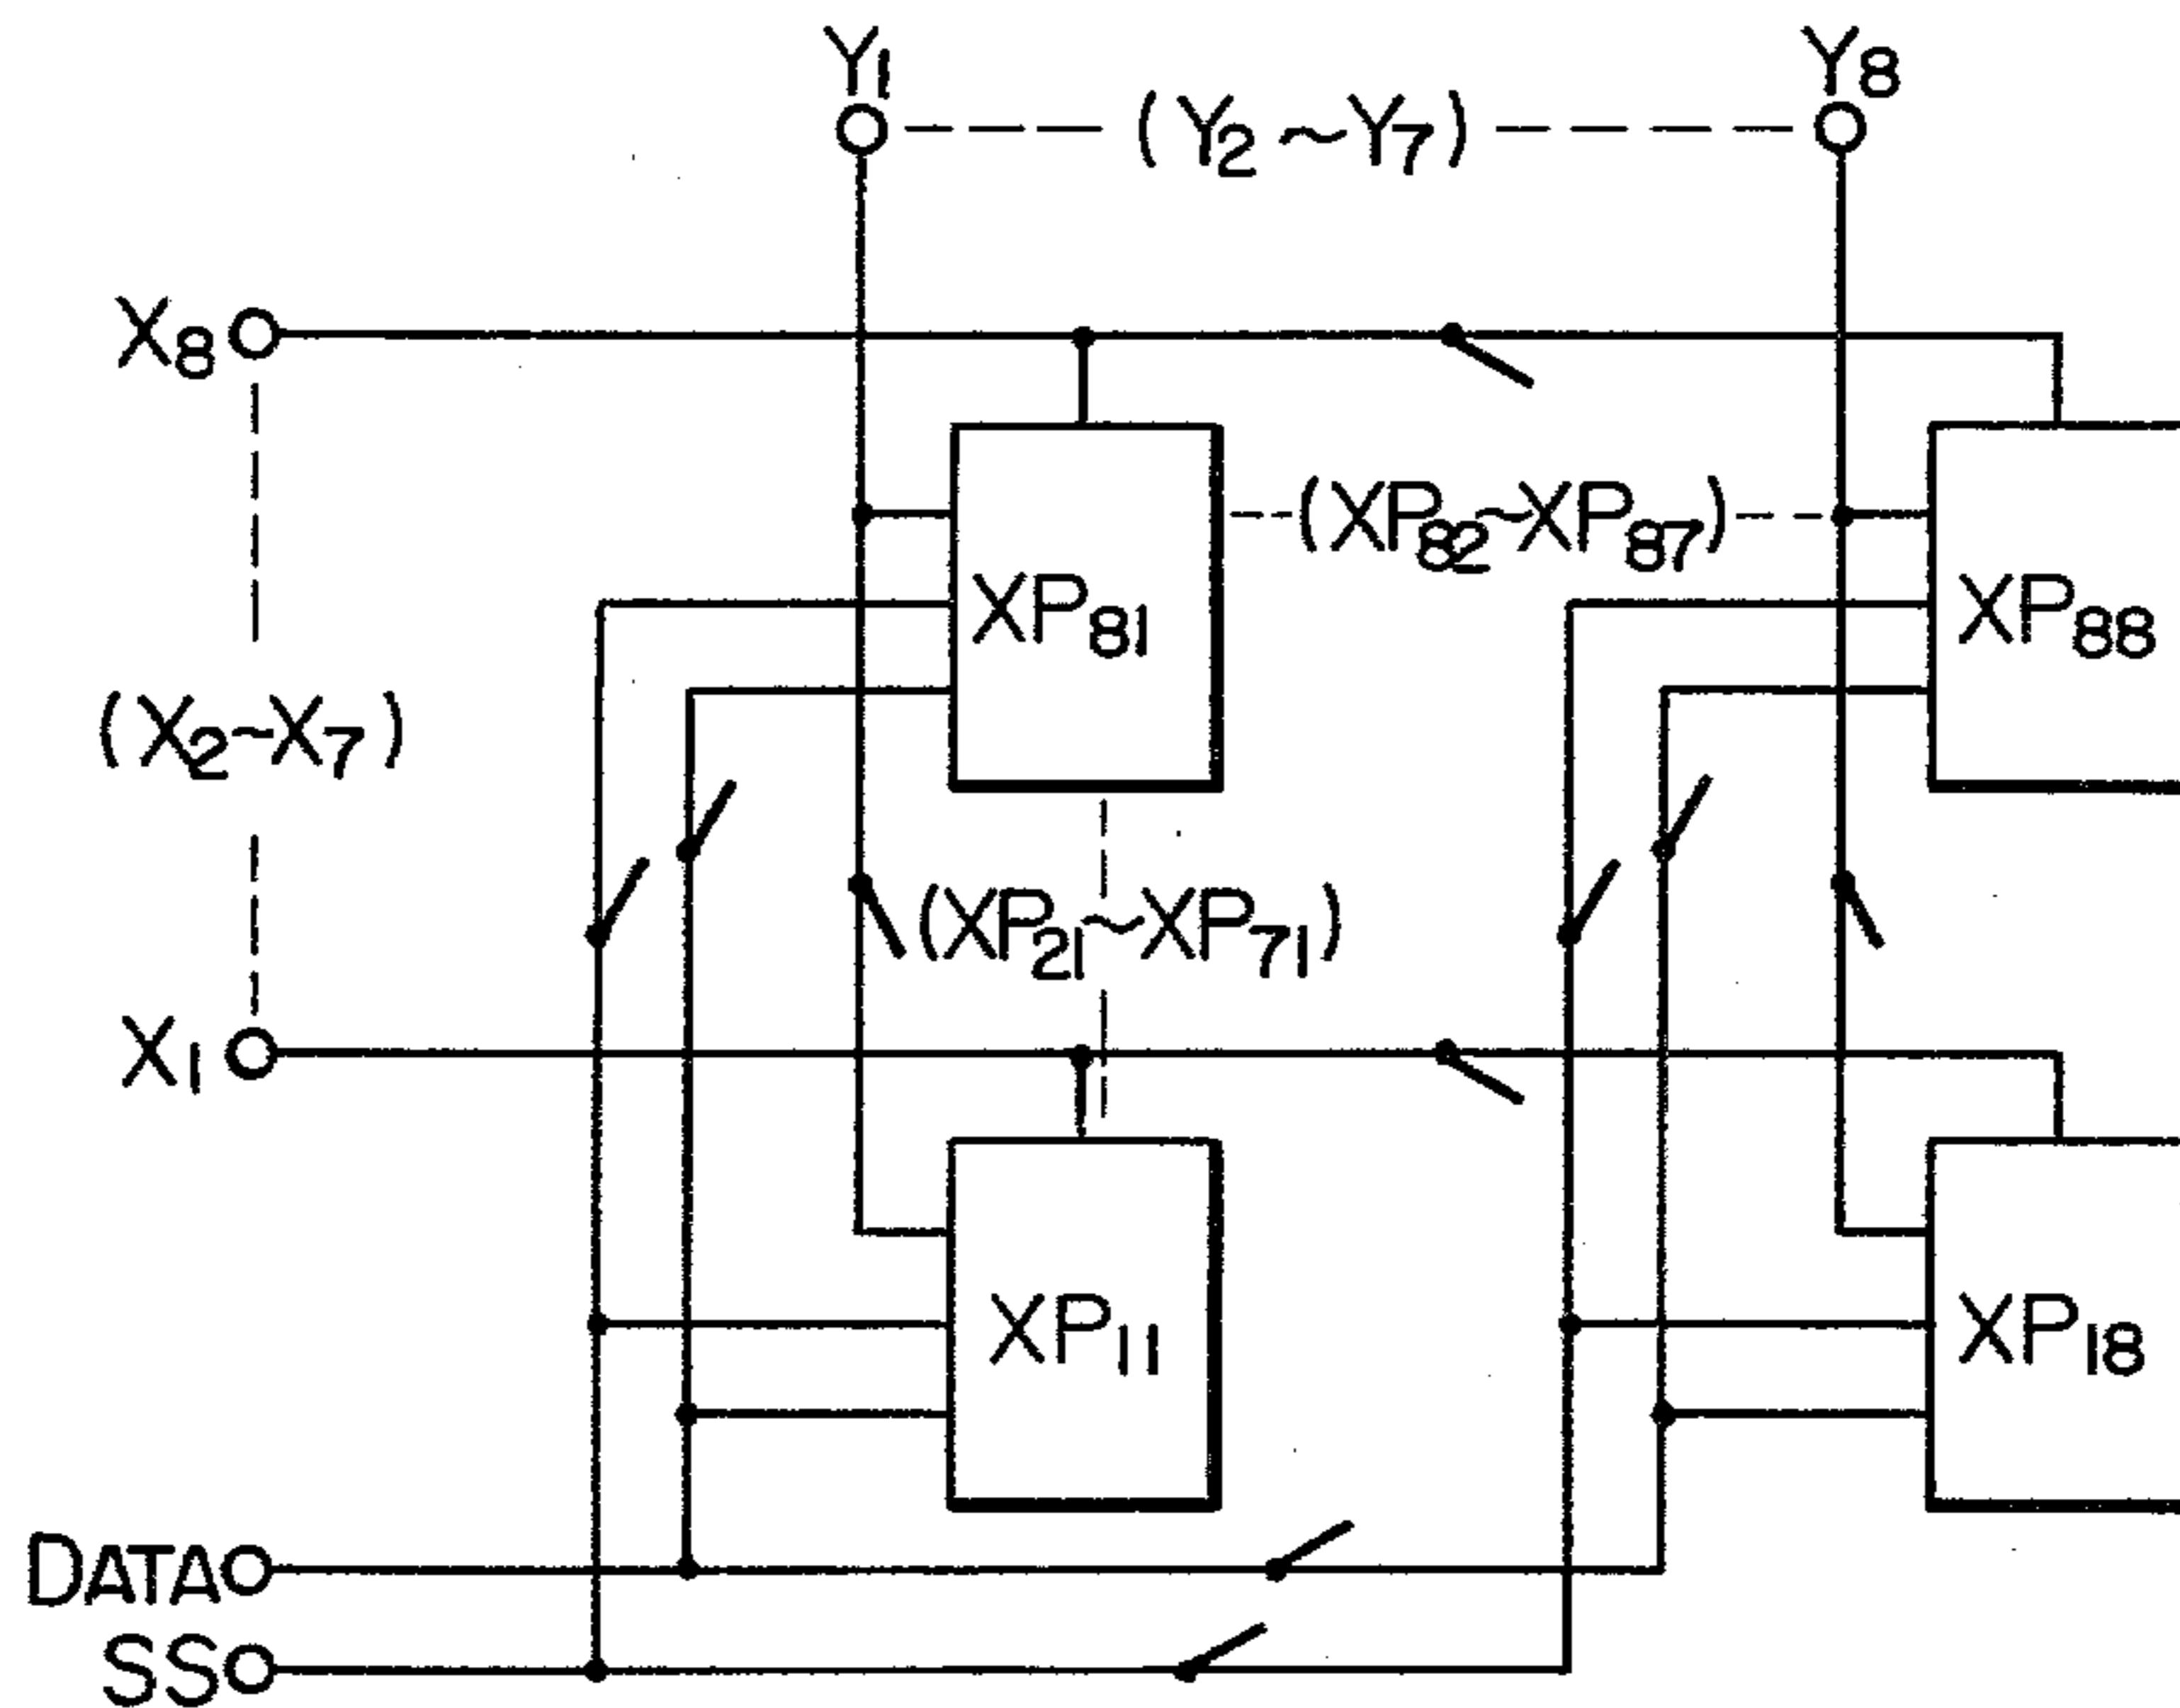 Y₁ (Y₂～Y₇) Y₈
X₈
(XP₈₂～XP₈₇)
XP₈₁ XP₈₈
(X₂~X₇)
(XP₂₁～XP₇₁)
X₁
XP₁₁ XP₁₈
DATA
SS